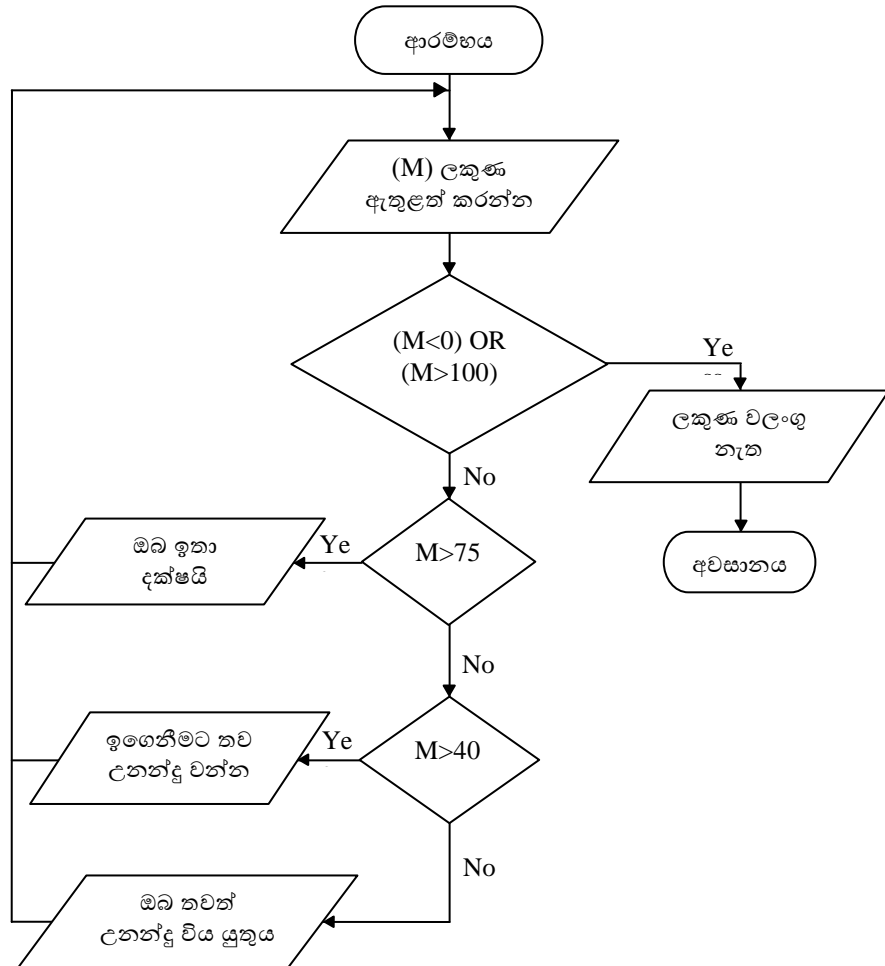 ආරම්භය
(M) ලකුණ
ඇතුළත් කරන්න
(M<0) OR
(M>100)
Ye
ලකුණ වලංගු
නැත
No
ඔබ ඉතා
දක්ෂයි
Ye
M>75
අවසානය
No
ඉගෙනීමට තව
උනන්දු වන්න
Ye
M>40
No
ඔබ තවත්
උනන්දු විය යුතුය